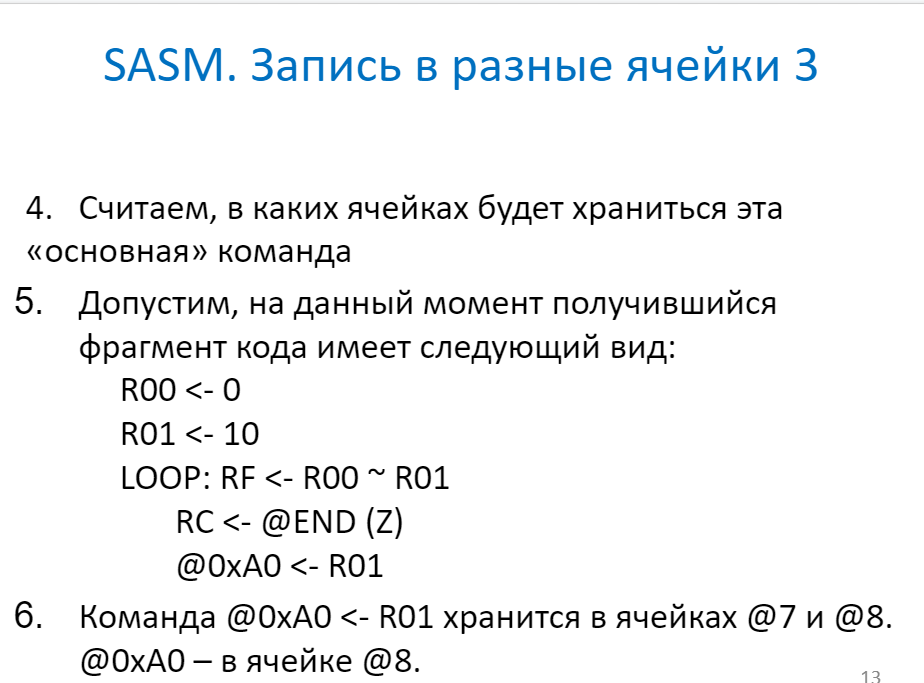 SASM. Запись в разные ячейки 3
4. Считаем, в каких ячейках будет храниться эта
«основная» команда
5. Допустим, на данный момент получившийся
фрагмент кода имеет следующий вид:
R00 <- 0
R01 <- 10
LOOP: RF <- R00 ~ R01
RC <- @END (Z)
@0xA0 <- R01
6. Команда @0xA0 <- R01 хранится в ячейках @7 и @8.
@0xA0 – в ячейке @8.
13